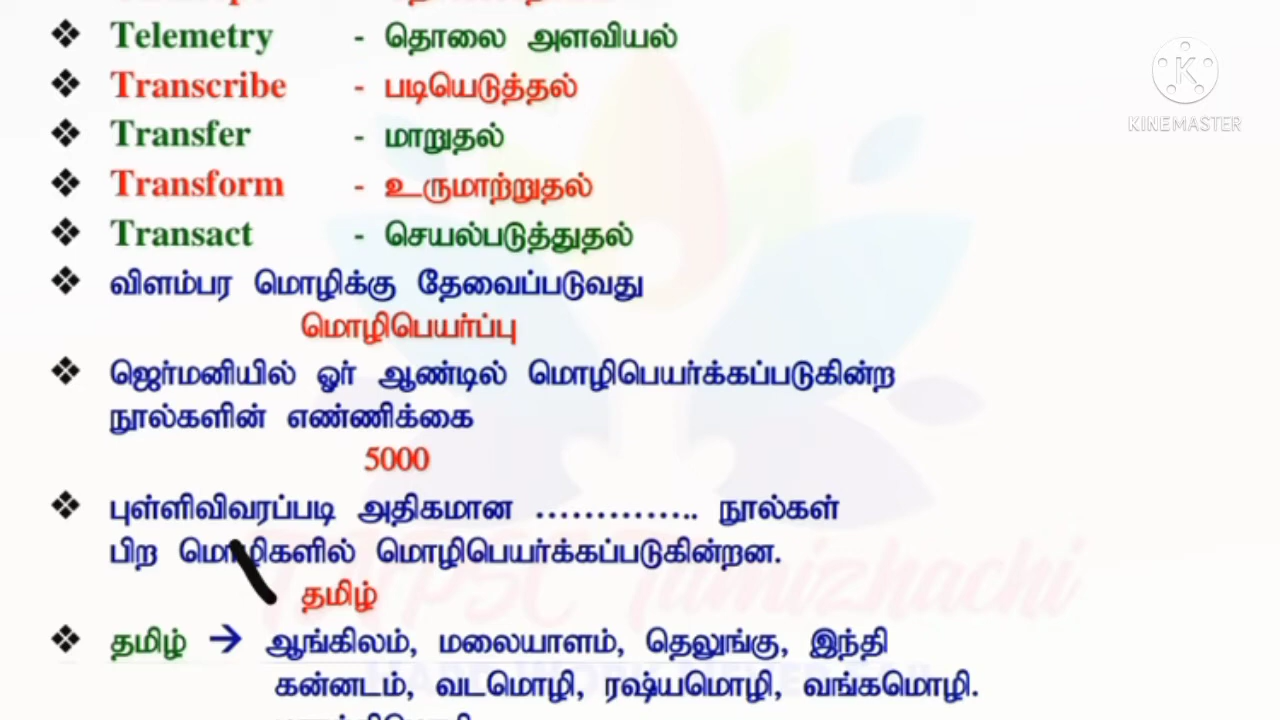 ❖ Telemetry - தொலை அளவியல்
❖ Transcribe - படியெடுத்தல்
❖ Transfer - மாறுதல்
❖ Transform - உருமாற்றுதல்
❖ Transact - செயல்படுத்துதல்
❖ விளம்பர மொழிக்கு தேவைப்படுவது
மொழிபெயர்ப்பு
❖ ஜெர்மனியில் ஓர் ஆண்டில் மொழிபெயர்க்கப்படுகின்ற
நூல்களின் எண்ணிக்கை
5000
❖ புள்ளிவிவரப்படி அதிகமான ………….. நூல்கள்
பிற மொழிகளில் மொழிபெயர்க்கப்படுகின்றன.
தமிழ்
❖ தமிழ் → ஆங்கிலம், மலையாளம், தெலுங்கு, இந்தி
கன்னடம், வடமொழி, ரஷ்யமொழி, வங்கமொழி.
K
KINEMASTER
TNPSC Tamizhachi